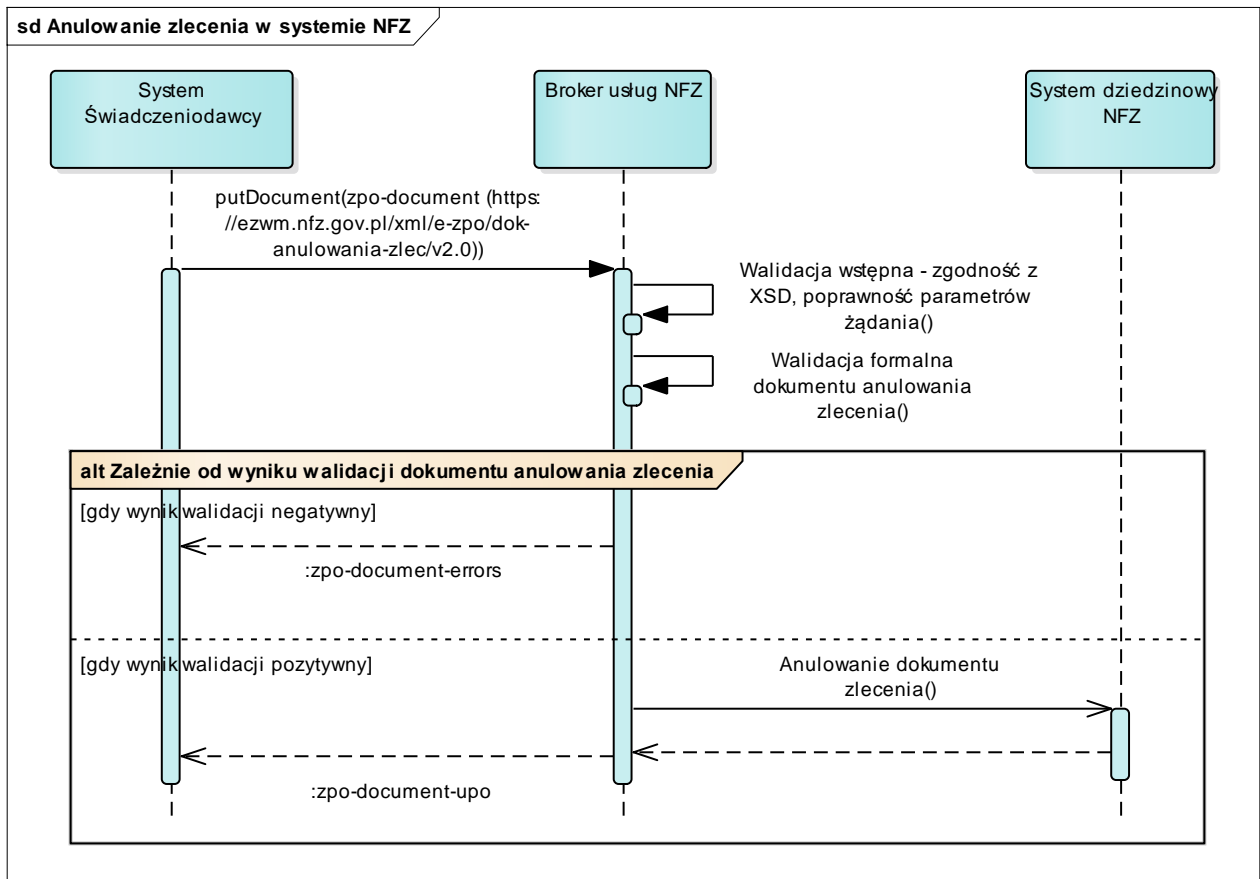 sd Anulowanie zlecenia w systemie NFZ
System
Świadczeniodawcy
Broker usług NFZ
System dziedzinowy
NFZ
putDocument(zpo-document (https:
//ezwm.nfz.gov.pl/xml/e-zpo/dok-
anulowania-zlec/v2.0))
Walidacja wstępna - zgodność z
XSD, poprawność parametrów
żądania()
Walidacja formalna
dokumentu anulowania
zlecenia()
alt Zależnie od wyniku walidacji dokumentu anulowania zlecenia
[gdy wynik walidacji negatywny]
:zpo-document-errors
[gdy wynik walidacji pozytywny]
Anulowanie dokumentu
zlecenia()
:zpo-document-upo